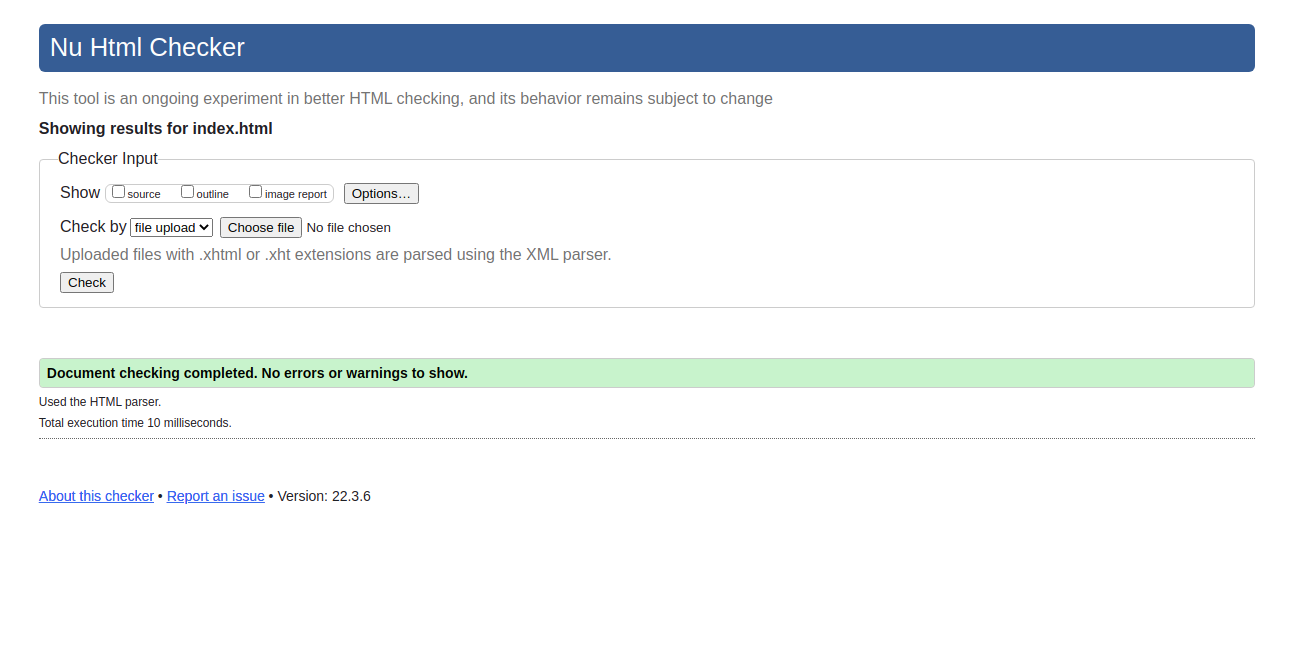 Nu Html Checker
This tool is an ongoing experiment in better HTML checking, and its behavior remains subject to change
Showing results for index.html
Checker Input
Show source outline image report Options…
Check by file upload Choose file No file chosen
Uploaded files with .xhtml or .xht extensions are parsed using the XML parser.
Check
Document checking completed. No errors or warnings to show.
Used the HTML parser.
Total execution time 10 milliseconds.
About this checker • Report an issue • Version: 22.3.6